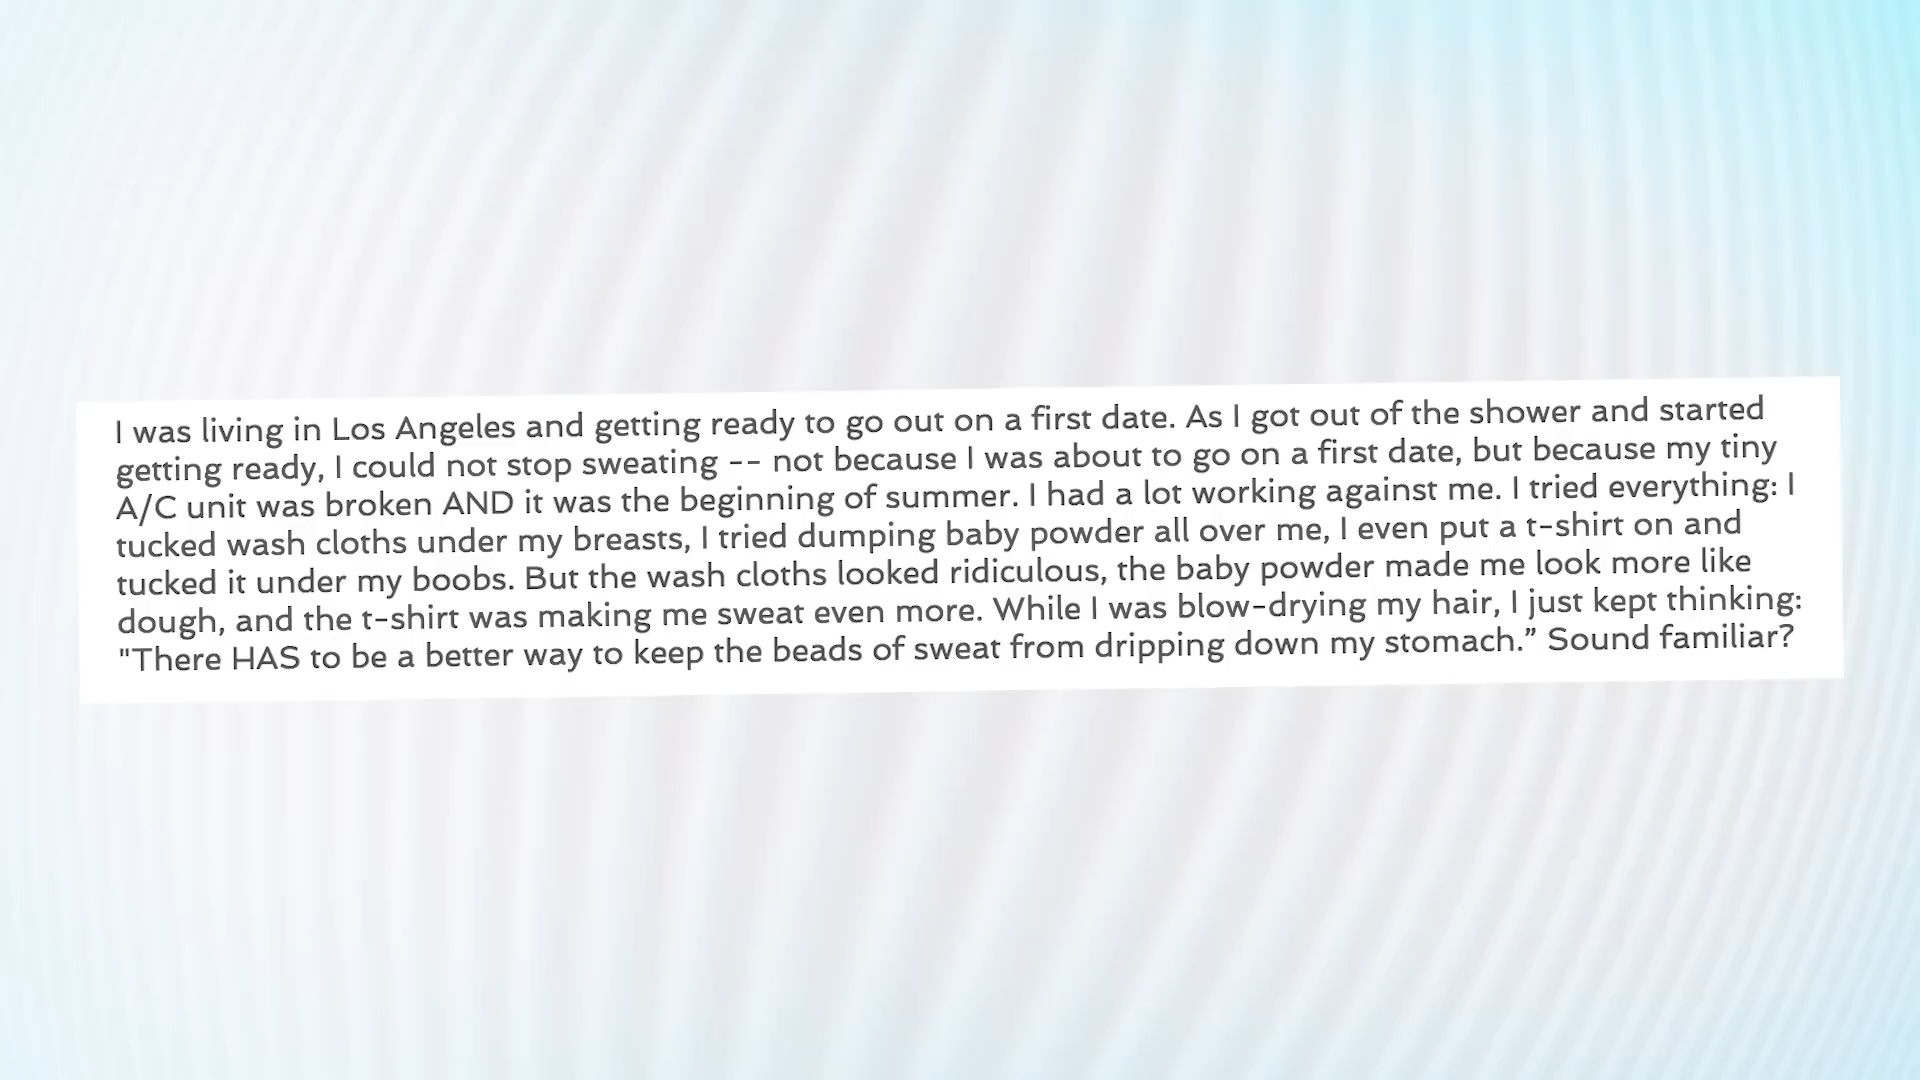 I was living in Los Angeles and getting ready to go out on a first date. As I got out of the shower and started
getting ready, I could not stop sweating -- not because I was about to go on a first date, but because my tiny
A/C unit was broken AND it was the beginning of summer. I had a lot working against me. I tried everything: I
tucked wash cloths under my breasts, I tried dumping baby powder all over me, I even put a t-shirt on and
tucked it under my boobs. But the wash cloths looked ridiculous, the baby powder made me look more like
dough, and the t-shirt was making me sweat even more. While I was blow-drying my hair, I just kept thinking:
"There HAS to be a better way to keep the beads of sweat from dripping down my stomach.” Sound familiar?